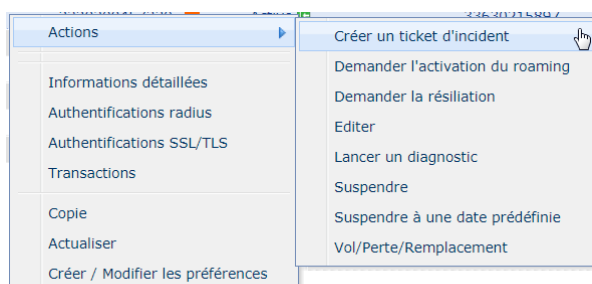 Actions
Informations détaillées
Authentifications radius
Authentifications SSL/TLS
Transactions
Copie
Actualiser
Créer / Modifier les préférences
Créer un ticket d'incident
Demander l'activation du roaming
Demander la résiliation
Editer
Lancer un diagnostic
Suspendre
Suspendre à une date prédéfinie
Vol/Perte/Remplacement